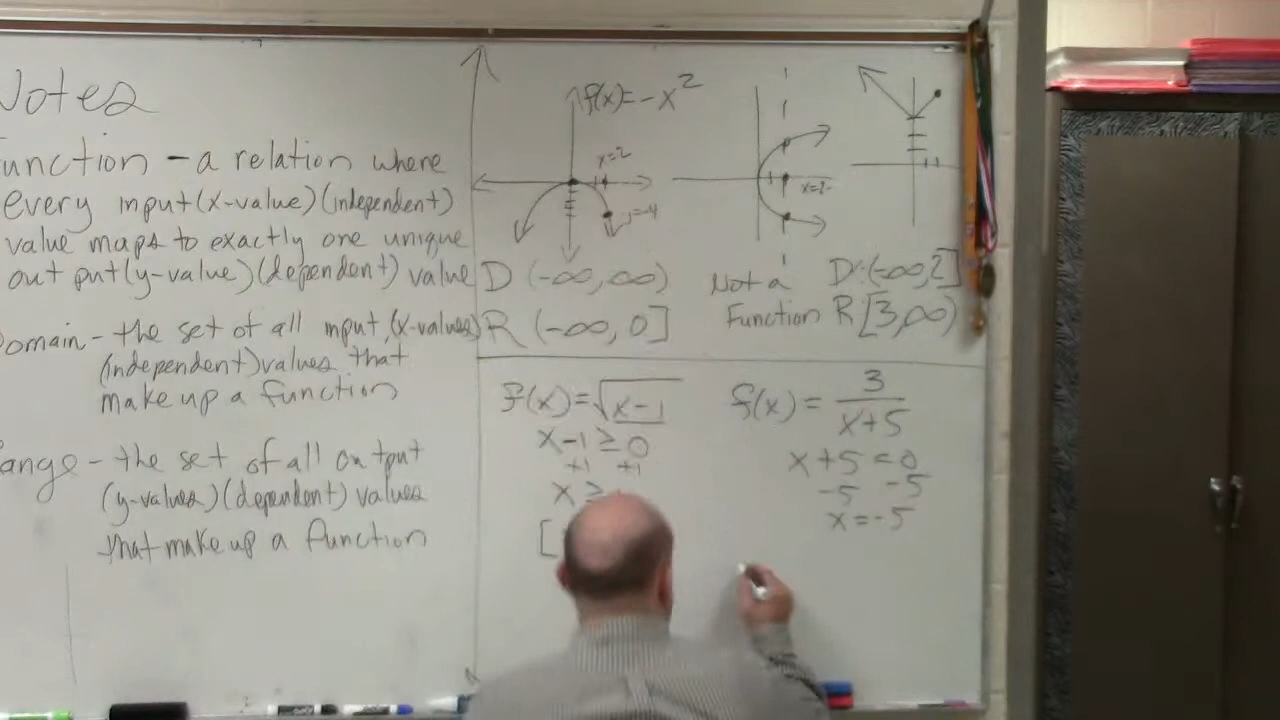 Notes
Function - a relation where
every input (x-value) (independent)
value maps to exactly one unique
out put (y-value) (dependent) value
Domain - the set of all input, (x-values)
(independent) values that
make up a function
Range - the set of all output
(y-values) (dependent) values
that make up a function
f(x) = -x²
x=2
y=-4
D (-∞, ∞)
R (-∞, 0]
x=2
Not a
Function
D: (-∞, 2]
R [3, ∞)
f(x) = √x-1
x-1 ≥ 0
+1 +1
x ≥
[
f(x) = 3/x+5
x+5 = 0
-5 -5
x = -5